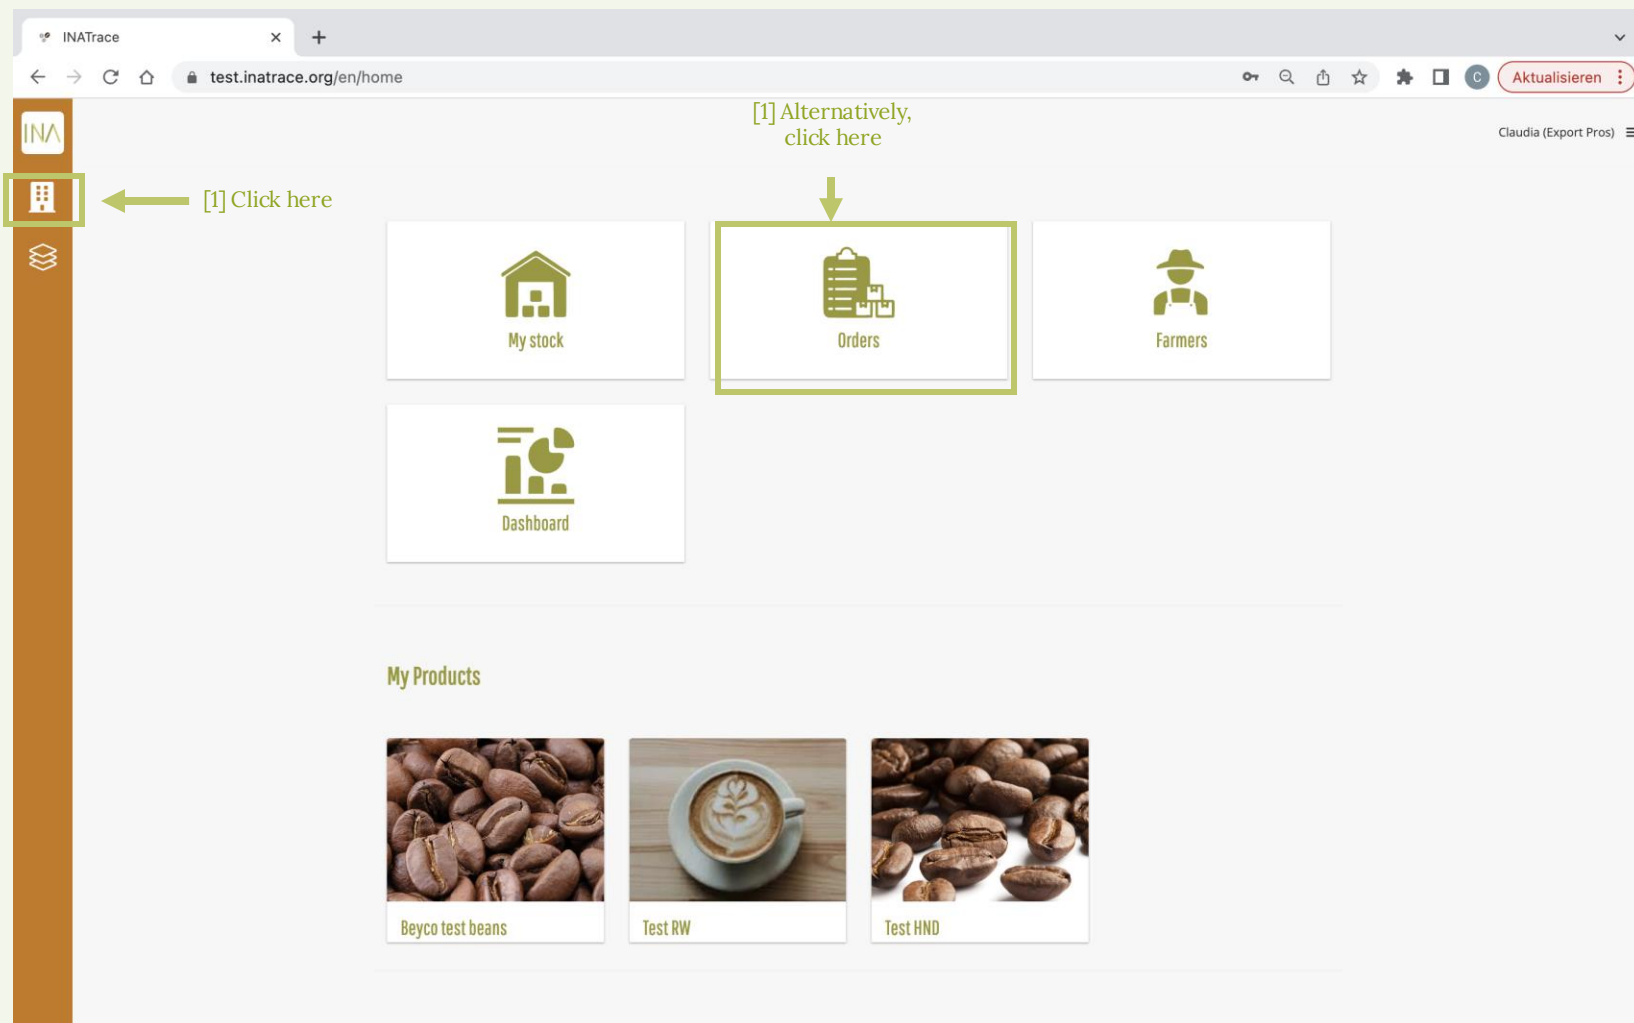 INATrace
test.inatrace.org/en/home
C
Aktualisieren
[1] Alternatively,
click here
INA
Claudia (Export Pros)
[1] Click here
My stock
Orders
Farmers
Dashboard
My Products
Beyco test beans
Test RW
Test HND